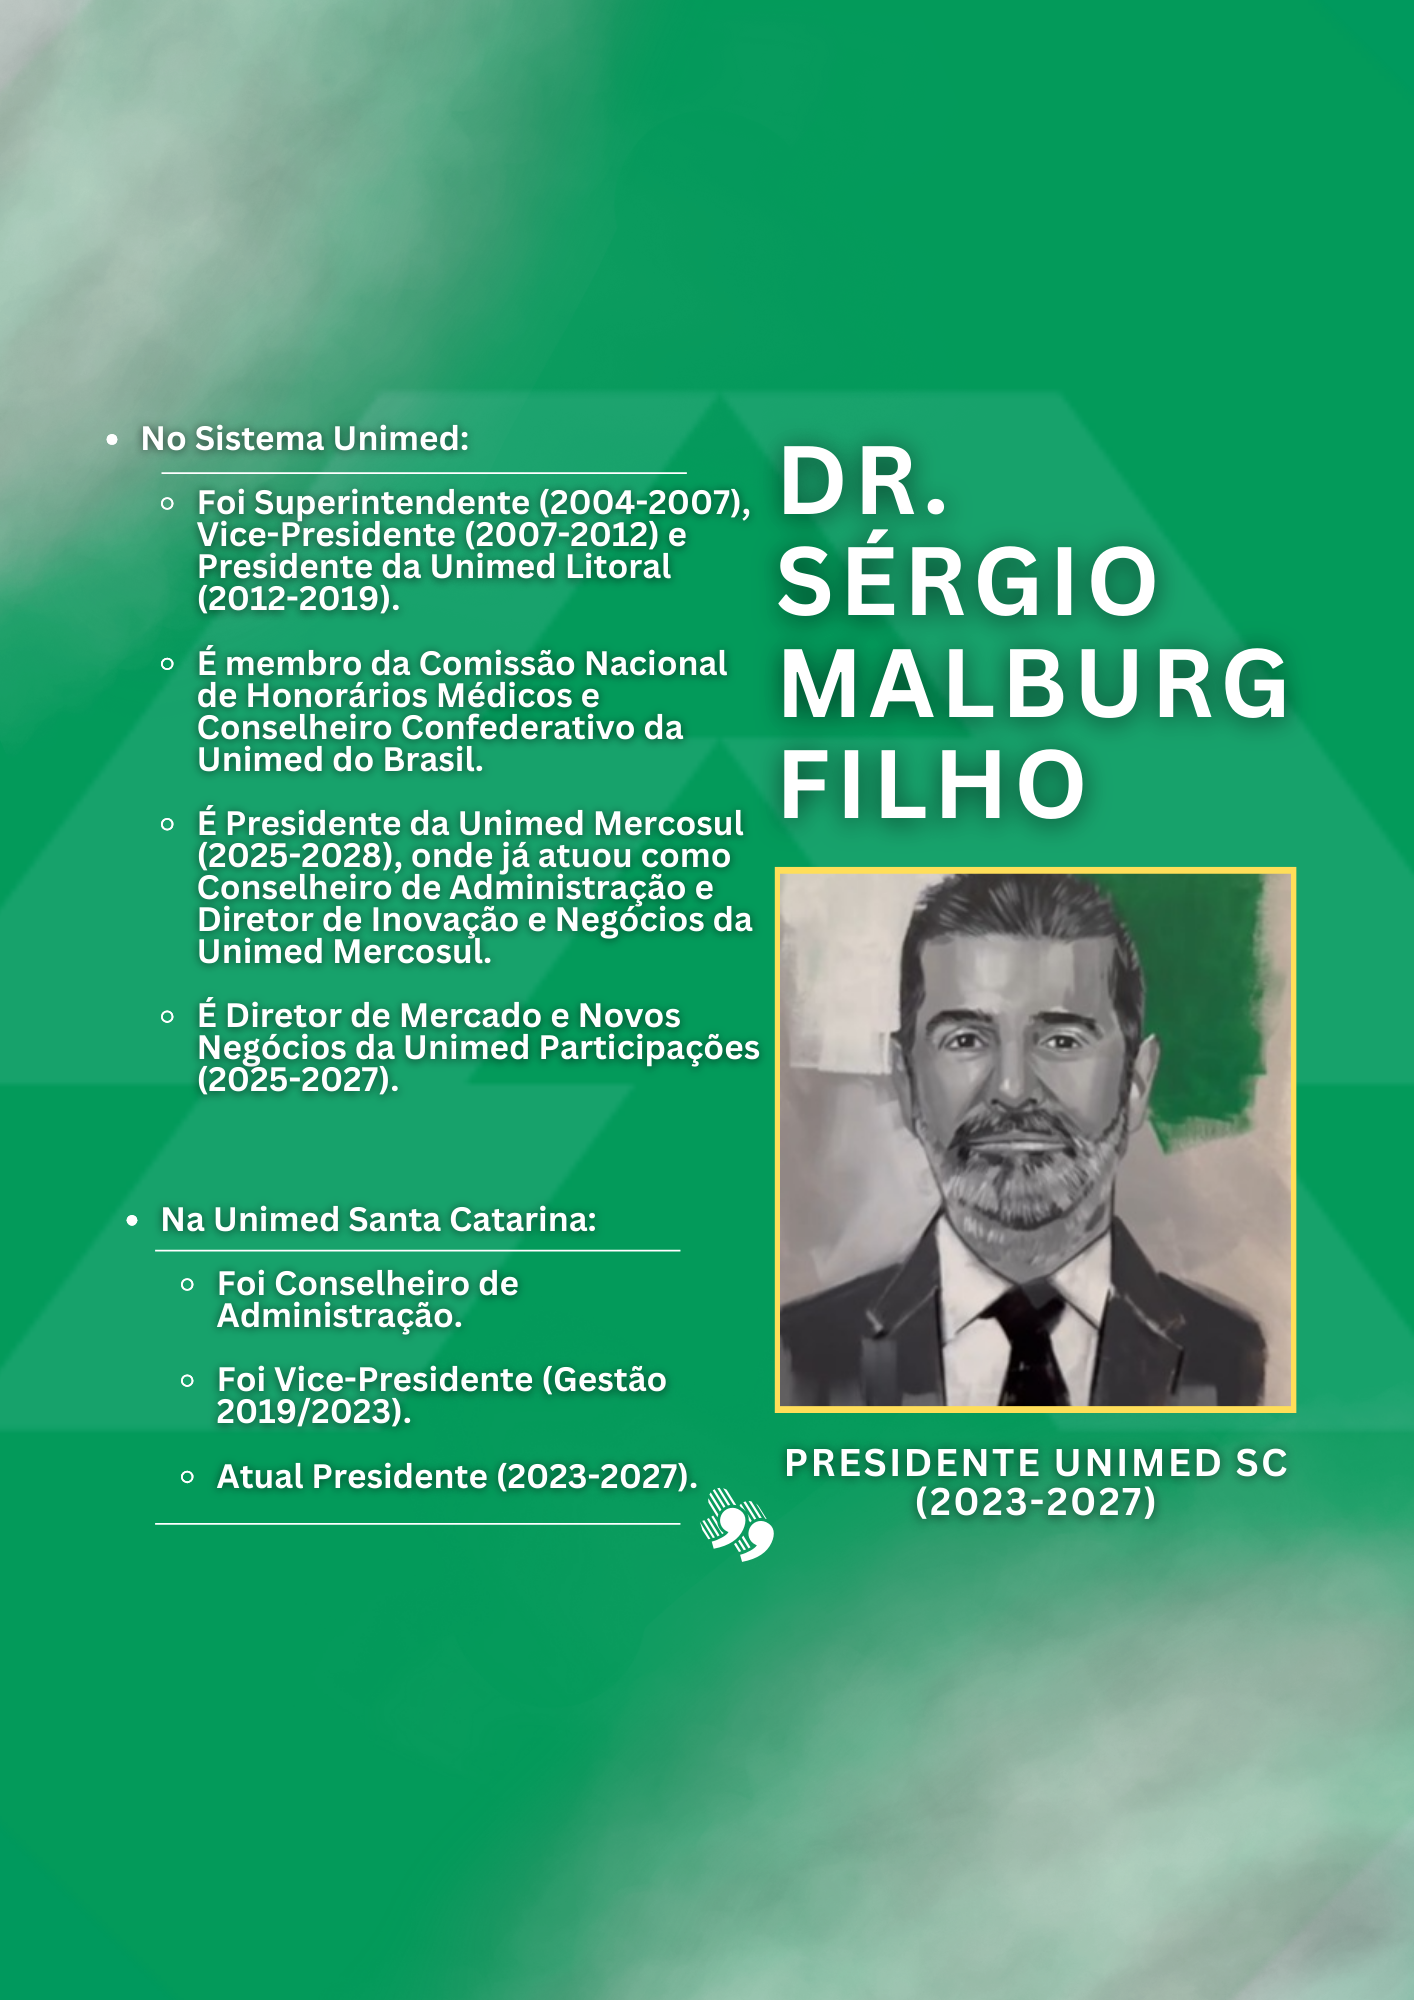 • No Sistema Unimed:
◦ Foi Superintendente (2004-2007),
Vice-Presidente (2007-2012) e
Presidente da Unimed Litoral
(2012-2019).
◦ É membro da Comissão Nacional
de Honorários Médicos e
Conselheiro Confederativo da
Unimed do Brasil.
◦ É Presidente da Unimed Mercosul
(2025-2028), onde já atuou como
Conselheiro de Administração e
Diretor de Inovação e Negócios da
Unimed Mercosul.
◦ É Diretor de Mercado e Novos
Negócios da Unimed Participações
(2025-2027).
• Na Unimed Santa Catarina:
◦ Foi Conselheiro de
Administração.
◦ Foi Vice-Presidente (Gestão
2019/2023).
◦ Atual Presidente (2023-2027).
DR.
SÉRGIO
MALBURG
FILHO
PRESIDENTE UNIMED SC
(2023-2027)